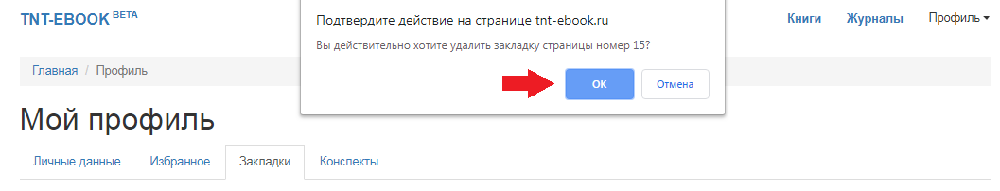 TNT-EBOOK BETA
Подтвердите действие на странице tnt-ebook.ru
Вы действительно хотите удалить закладку страницы номер 15?
ОК
Отмена
Книги
Журналы
Профиль
Главная / Профиль
Мой профиль
Личные данные
Избранное
Закладки
Конспекты